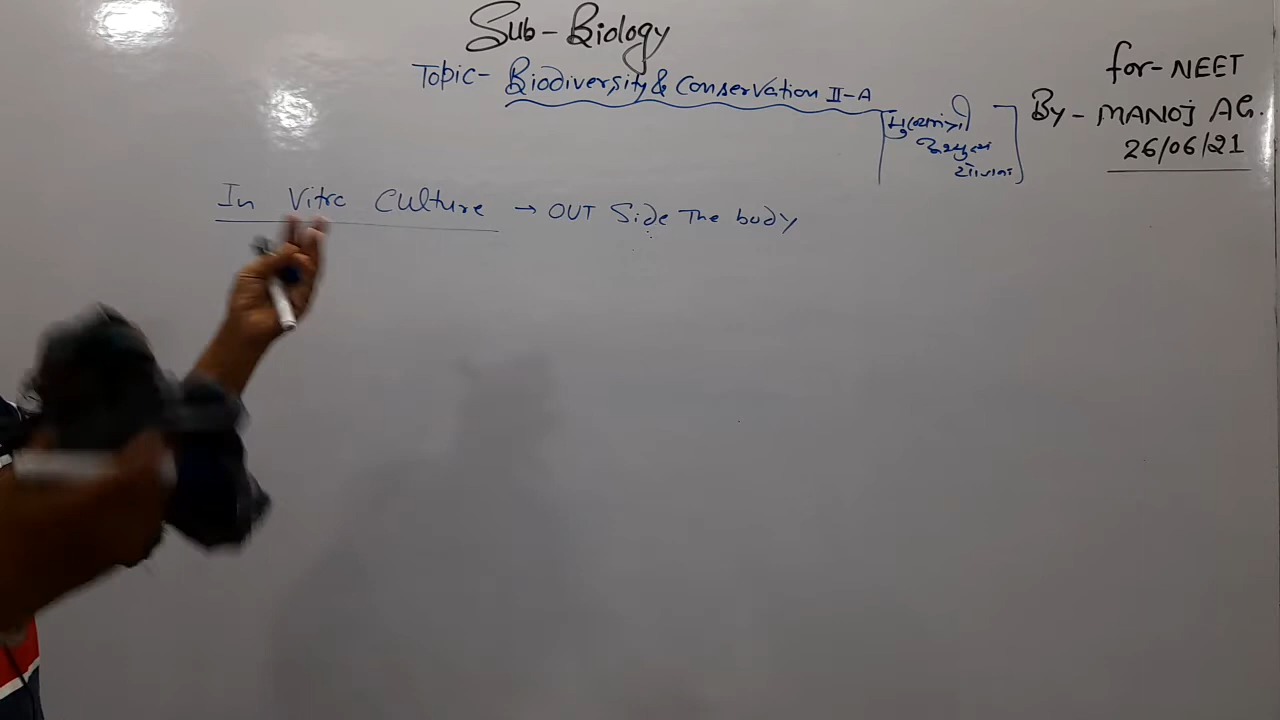 Sub- Biology
Topic- Biodiversity & Conservation II-A
for- NEET
By - MANOJ AG.
26/06/21
In Vitro Culture → OUT Side The body